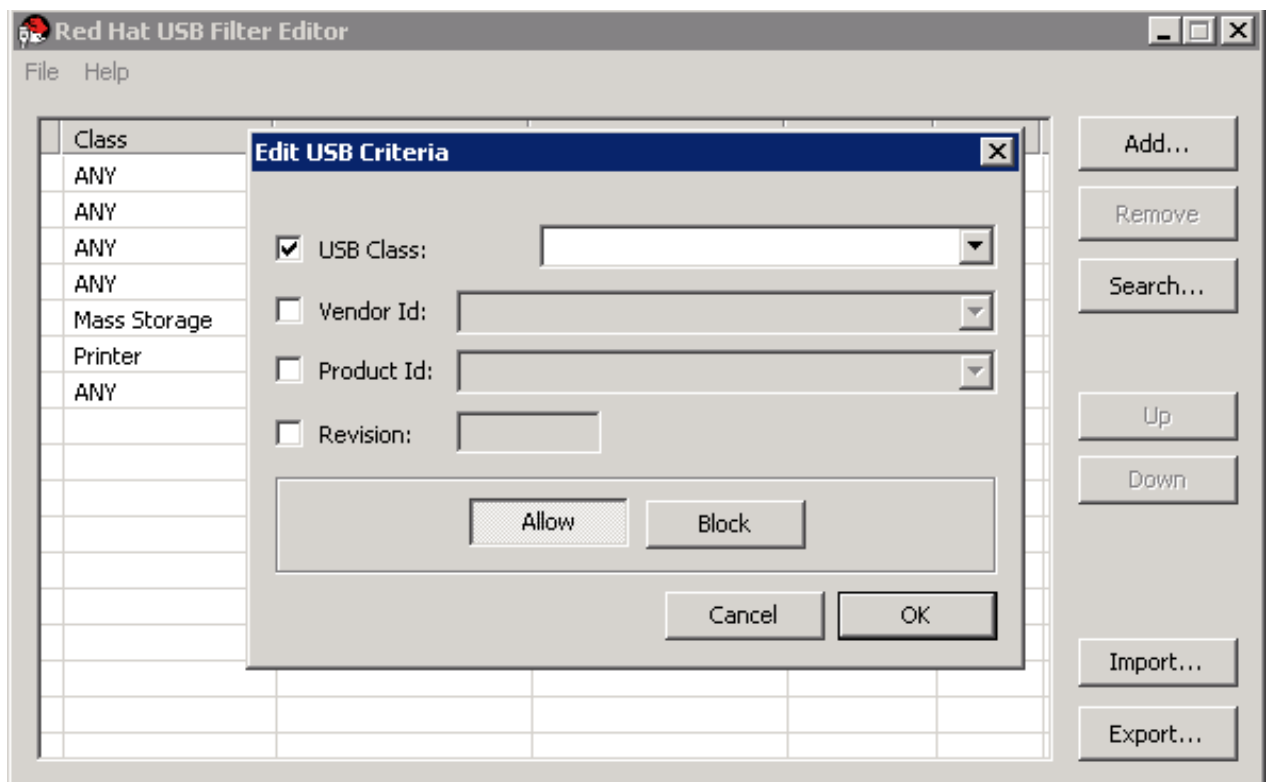 Red Hat USB Filter Editor
File Help
Class
ANY
ANY
ANY
ANY
Mass Storage
Printer
ANY
Edit USB Criteria
USB Class:
Vendor Id:
Product Id:
Revision:
Allow Block
Cancel OK
Add...
Remove
Search...
Up
Down
Import...
Export...